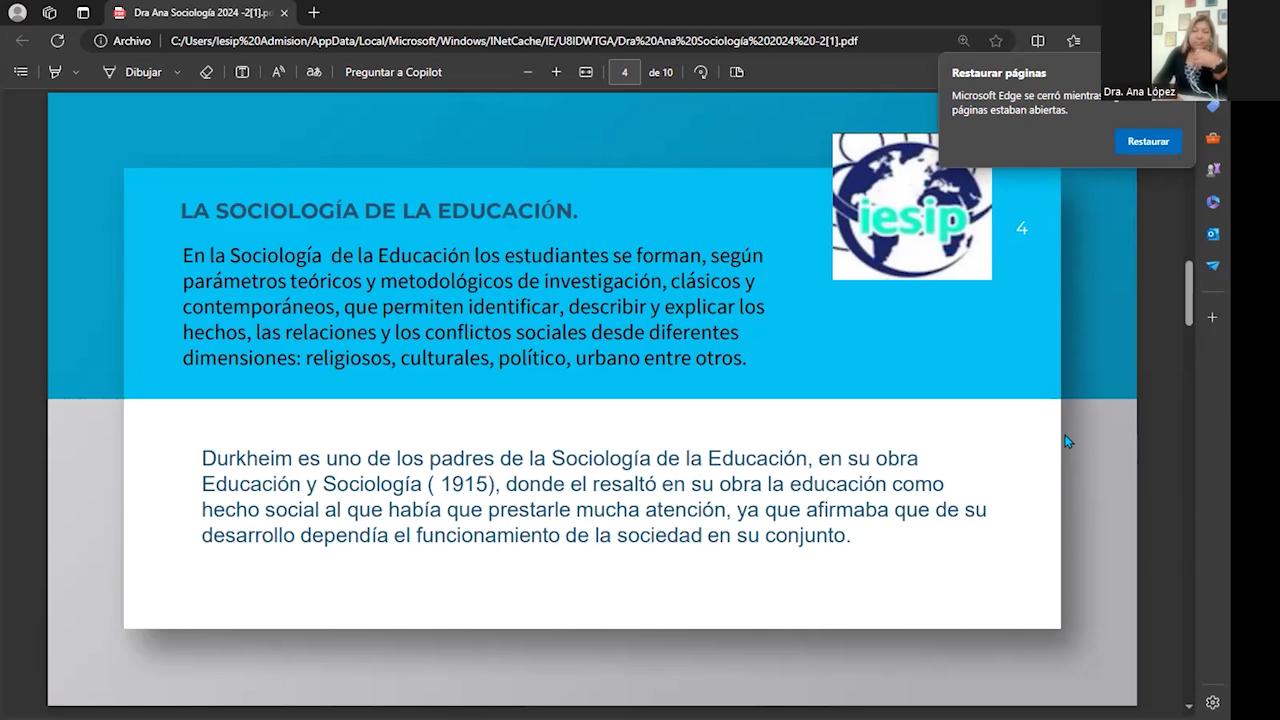 Dra Ana Sociología 2024 -2[1].pd
Archivo
C:/Users/Iesip%20Admision/AppData/Local/Microsoft/Windows/INetCache/IE/U8IDWTGA/Dra%20Ana%20Sociología%202024%20-2[1].pdf
Dibujar
Preguntar a Copilot
4
de 10
Restaurar páginas
Microsoft Edge se cerró mientras
páginas estaban abiertas.
Restaurar
Dra. Ana López
LA SOCIOLOGÍA DE LA EDUCACIÓN.
iesip
4
En la Sociología  de la Educación los estudiantes se forman, según
parámetros teóricos y metodológicos de investigación, clásicos y
contemporáneos, que permiten identificar, describir y explicar los
hechos, las relaciones y los conflictos sociales desde diferentes
dimensiones: religiosos, culturales, político, urbano entre otros.
Durkheim es uno de los padres de la Sociología de la Educación, en su obra
Educación y Sociología ( 1915), donde el resaltó en su obra la educación como
hecho social al que había que prestarle mucha atención, ya que afirmaba que de su
desarrollo dependía el funcionamiento de la sociedad en su conjunto.